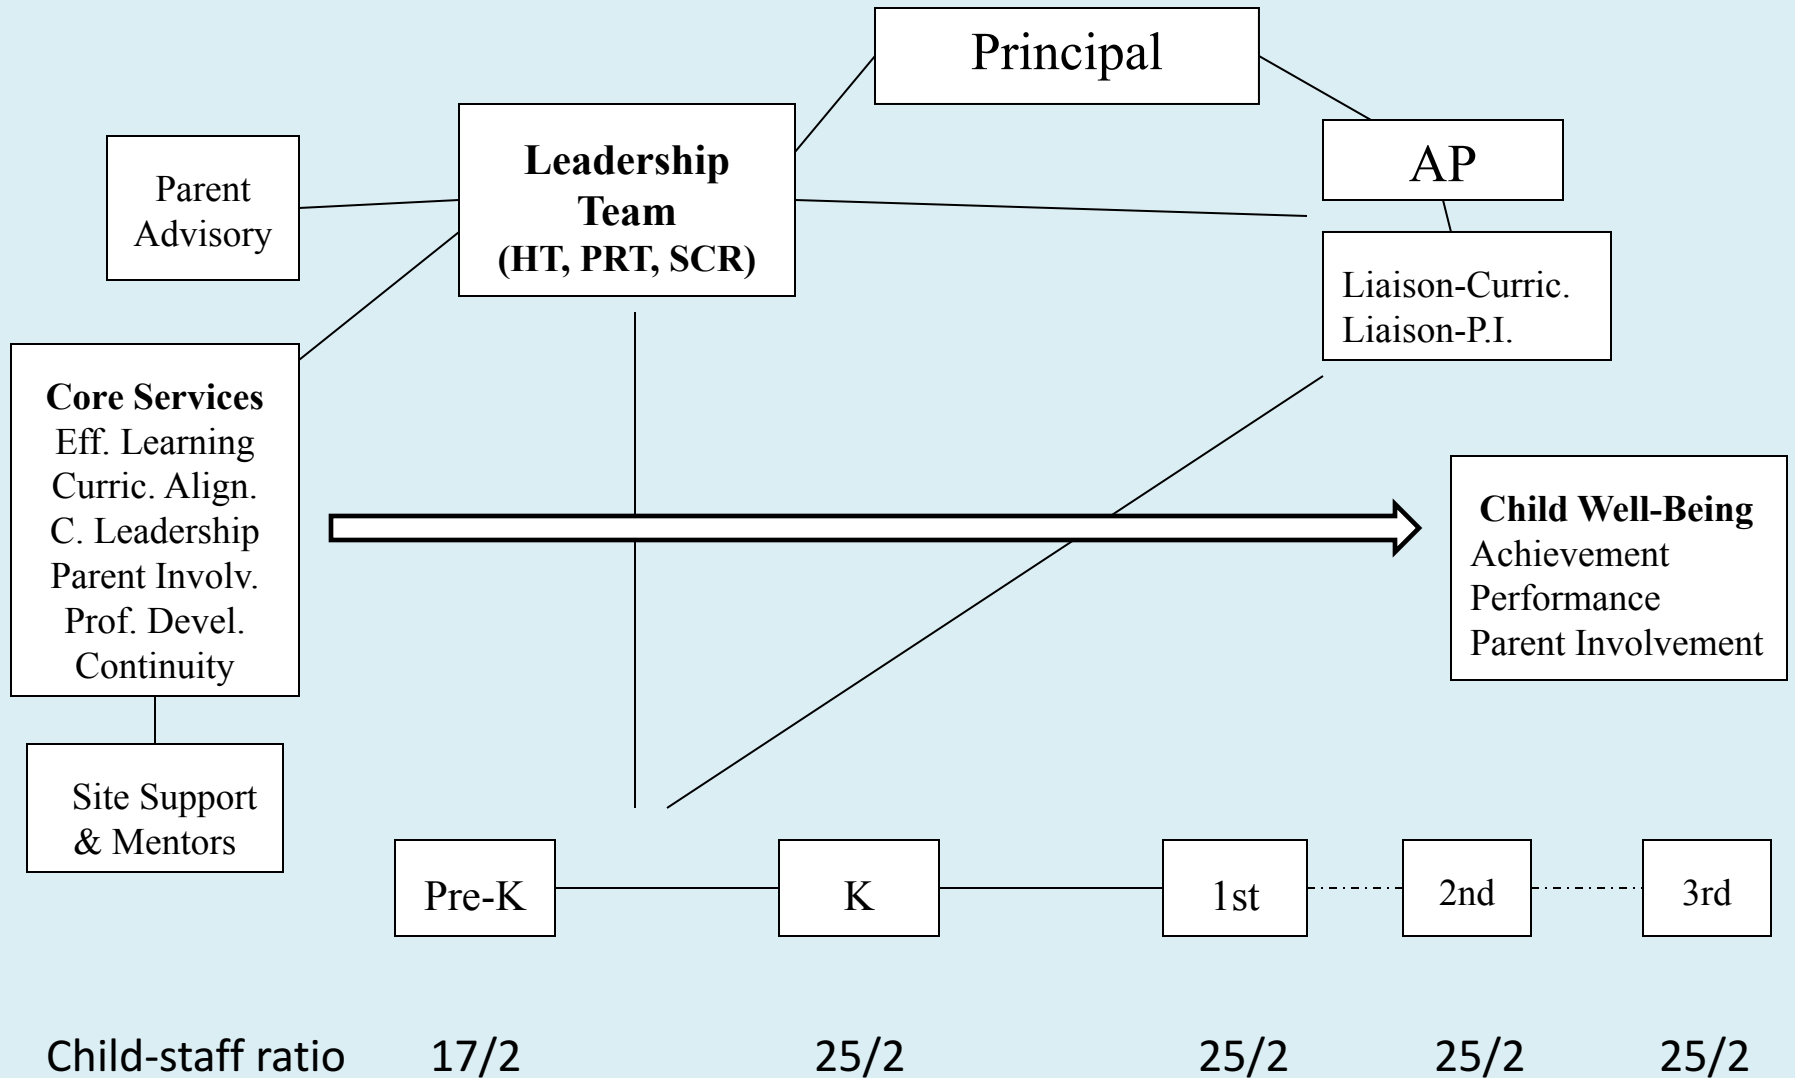 Principal
Leadership
Team
(HT, PRT, SCR)
AP
Parent
Advisory
Liaison-Curric.
Liaison-P.I.
Core Services
Eff. Learning
Curric. Align.
C. Leadership
Parent Involv.
Prof. Devel.
Continuity
Child Well-Being
Achievement
Performance
Parent Involvement
Site Support
& Mentors
Pre-K
K
1st
2nd
3rd
Child-staff ratio 17/2 25/2 25/2 25/2 25/2